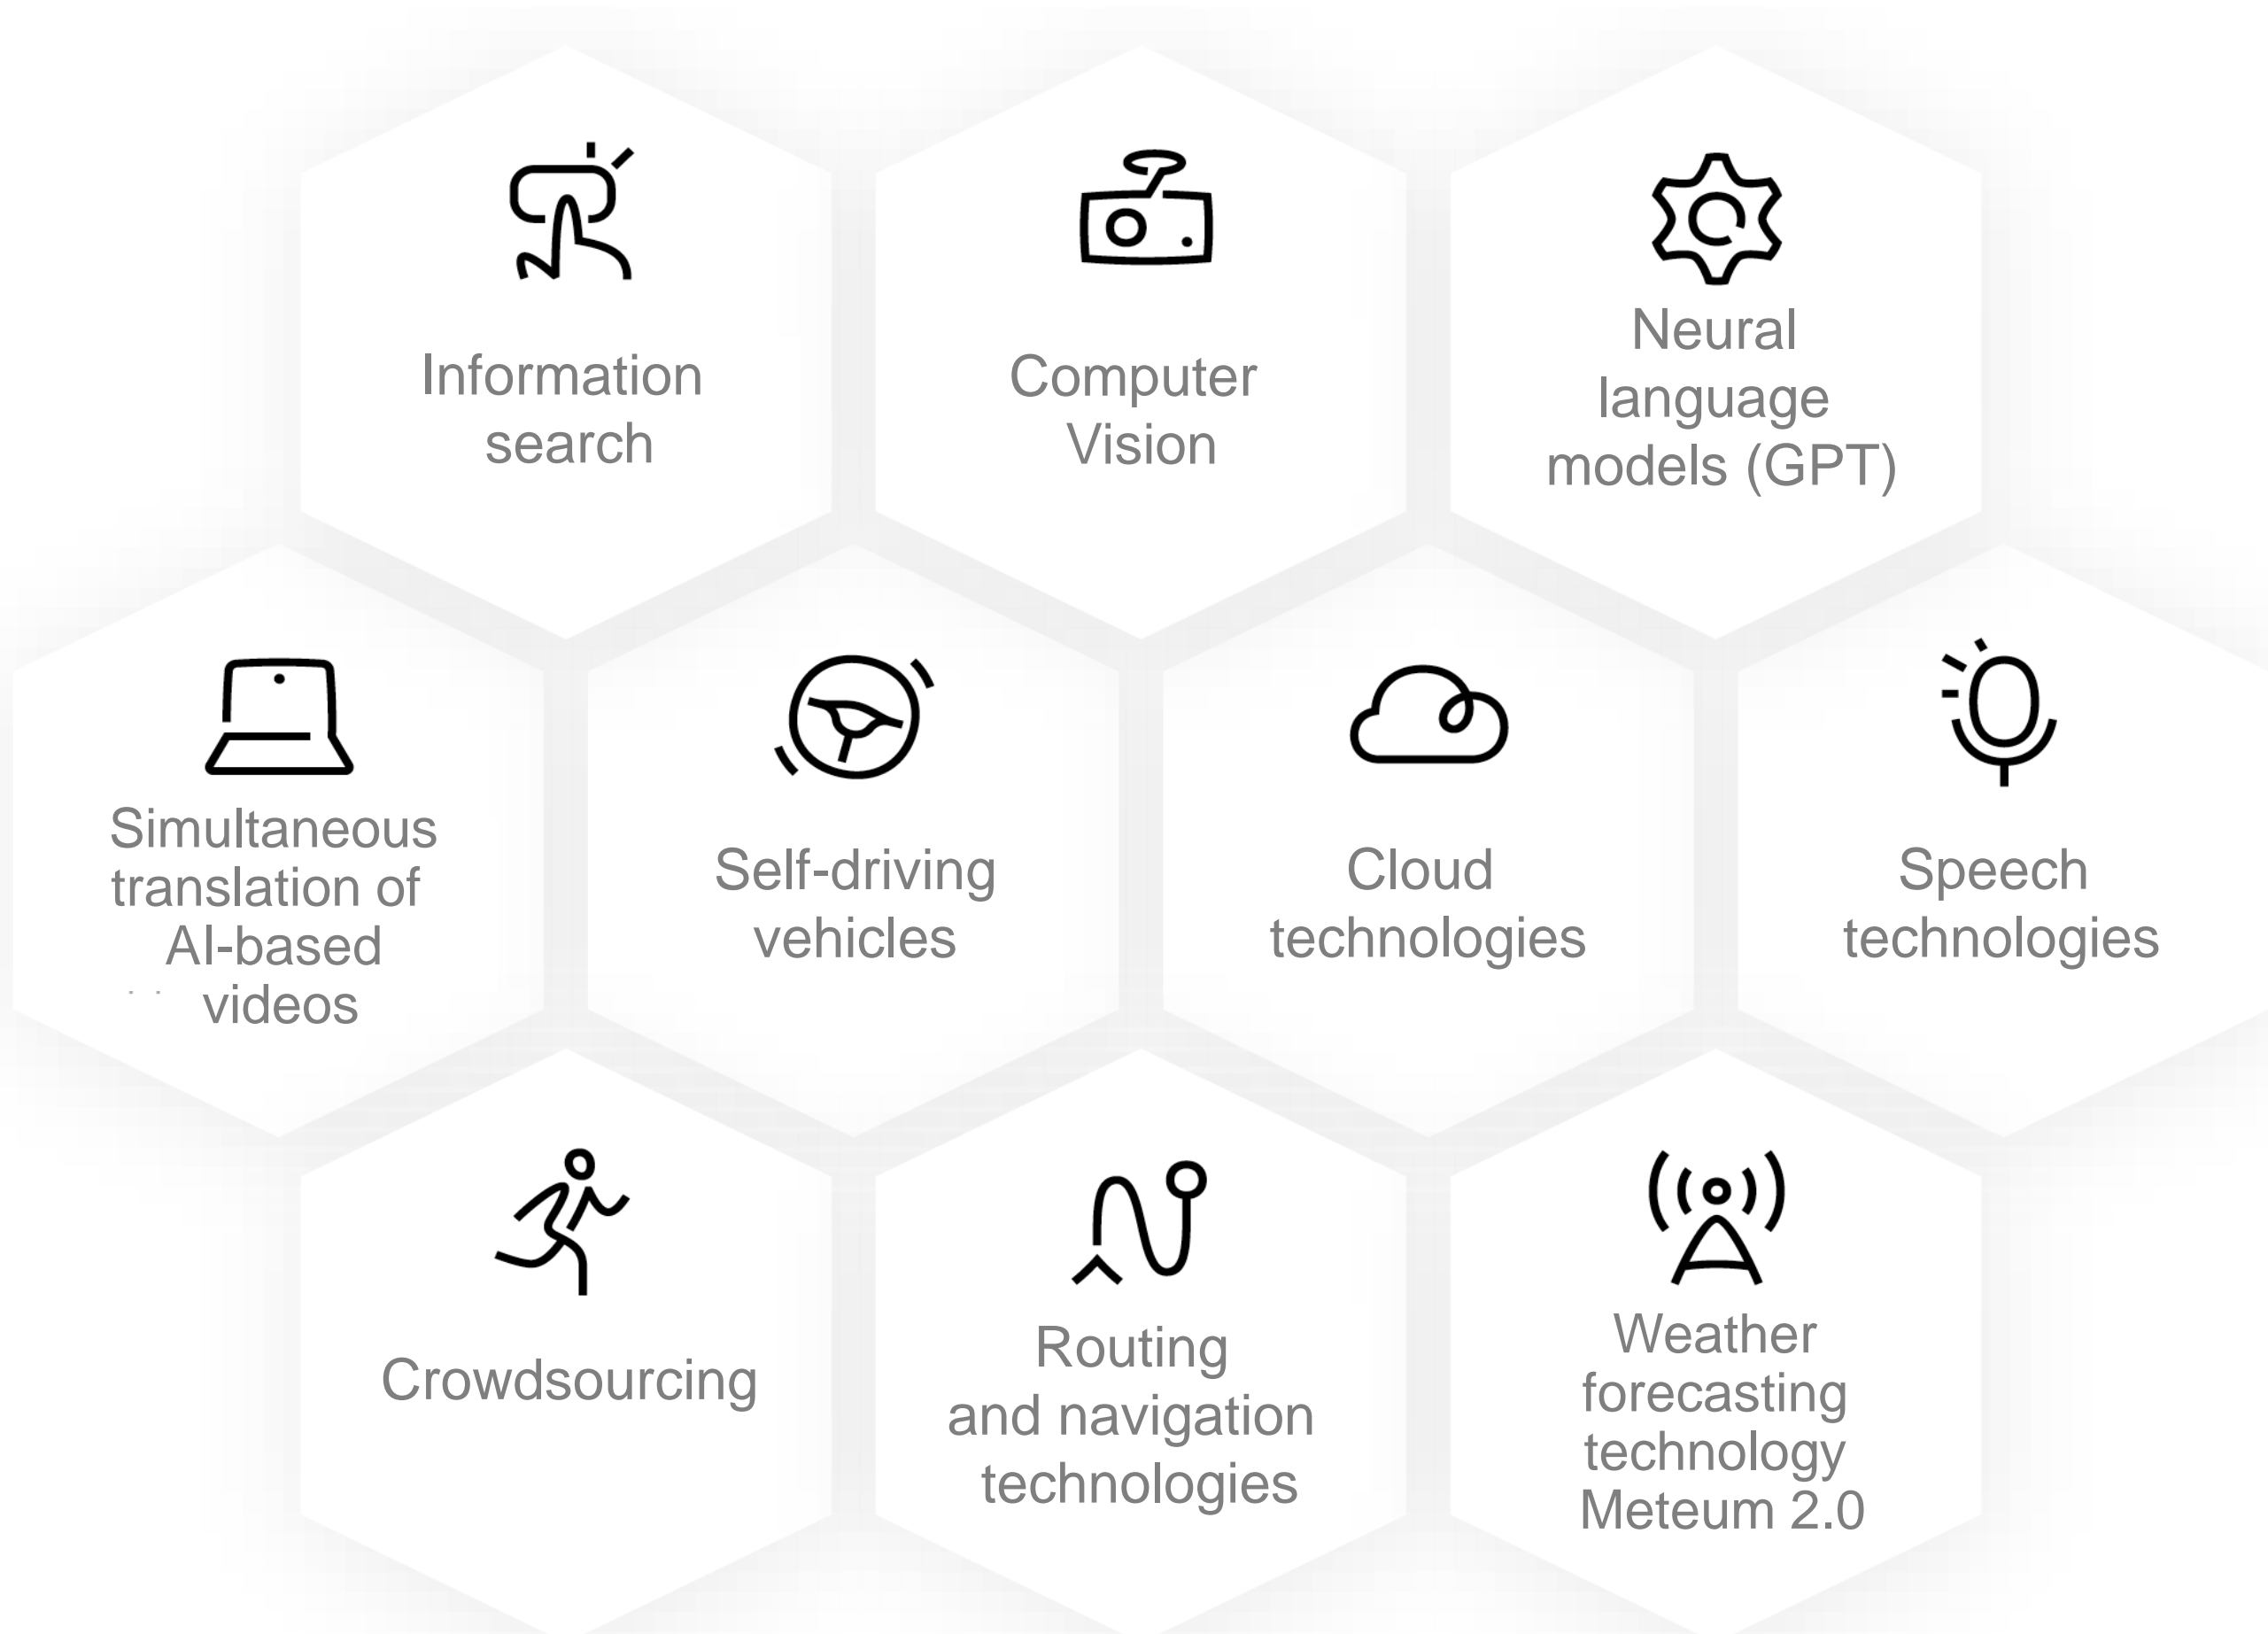 Information
search
Computer
Vision
Neural
language
models (GPT)
Simultaneous
translation of
AI-based
videos
Self-driving
vehicles
Cloud
technologies
Speech
technologies
Crowdsourcing
Routing
and navigation
technologies
Weather
forecasting
technology
Meteum 2.0